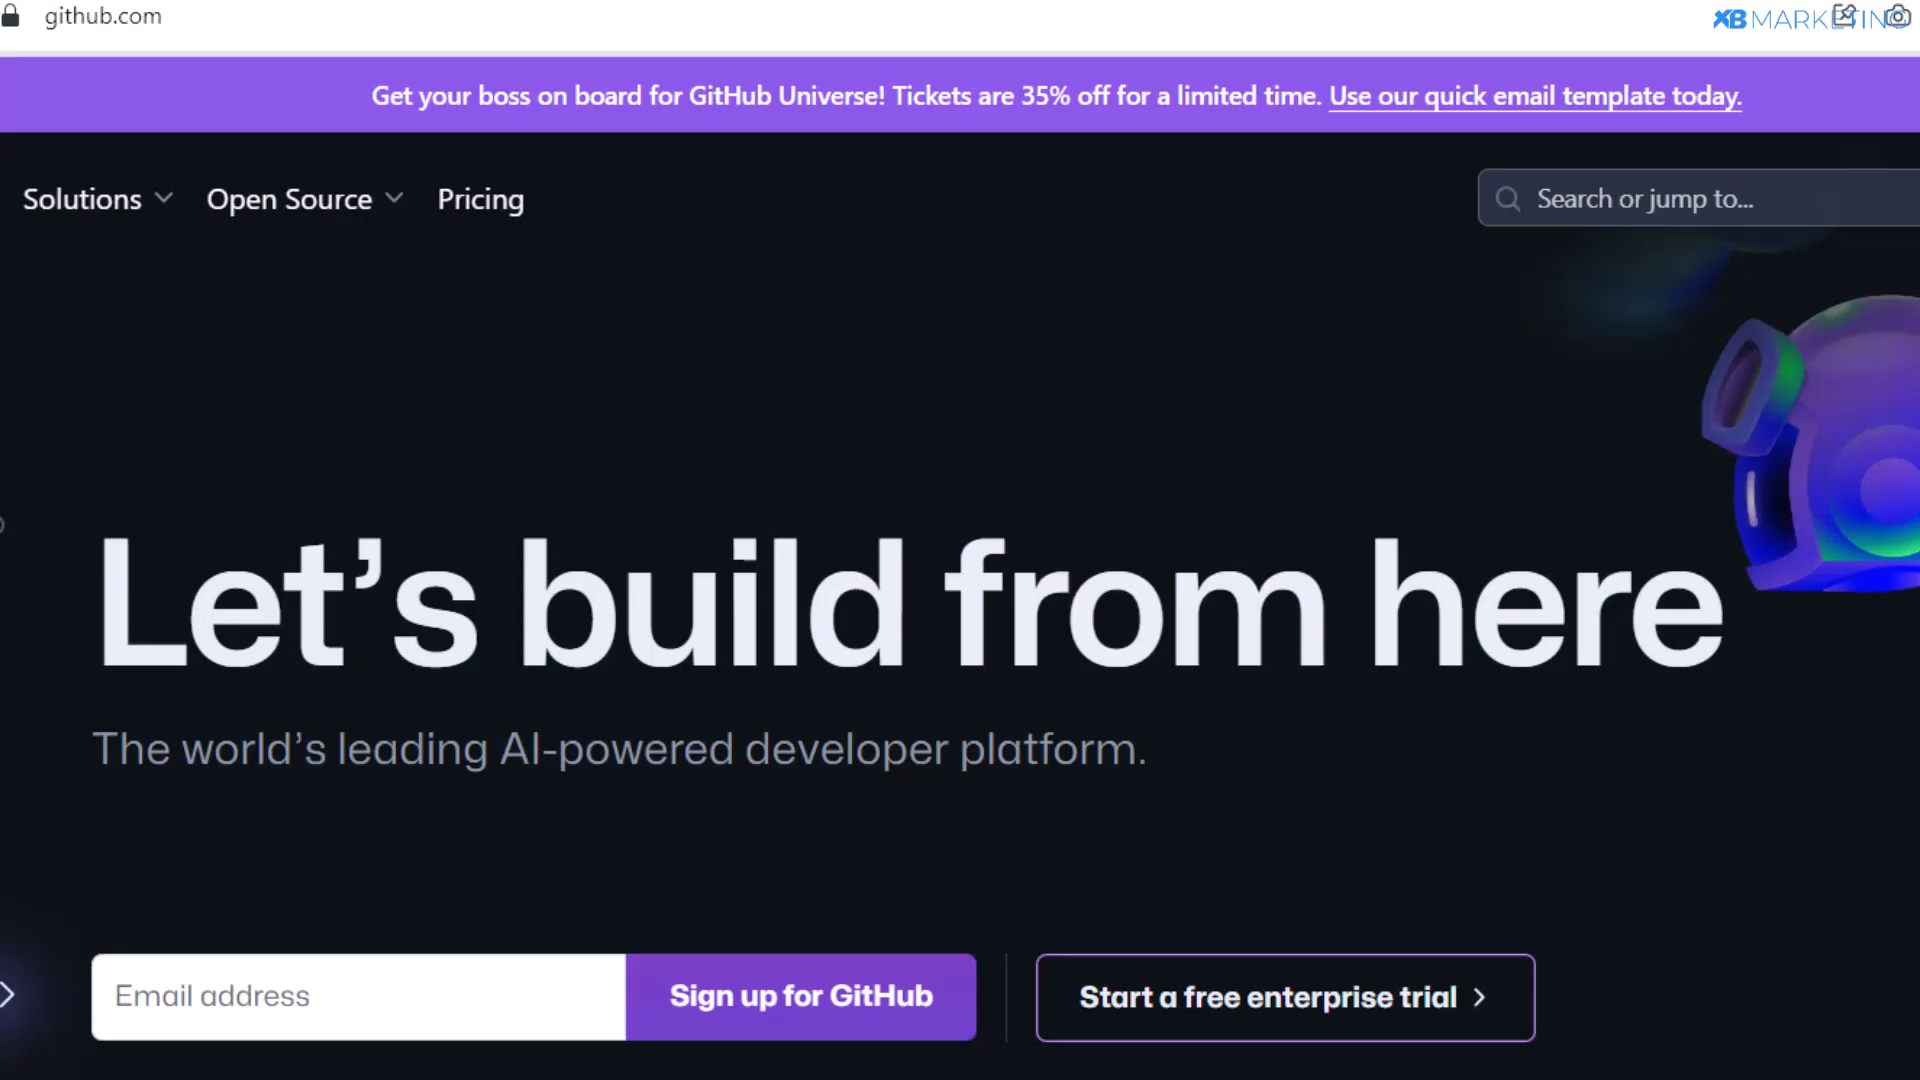 github.com
XB MARKETING
Get your boss on board for GitHub Universe! Tickets are 35% off for a limited time. Use our quick email template today.
Solutions
Open Source
Pricing
Search or jump to...
Let’s build from here
The world’s leading AI-powered developer platform.
Email address
Sign up for GitHub
Start a free enterprise trial